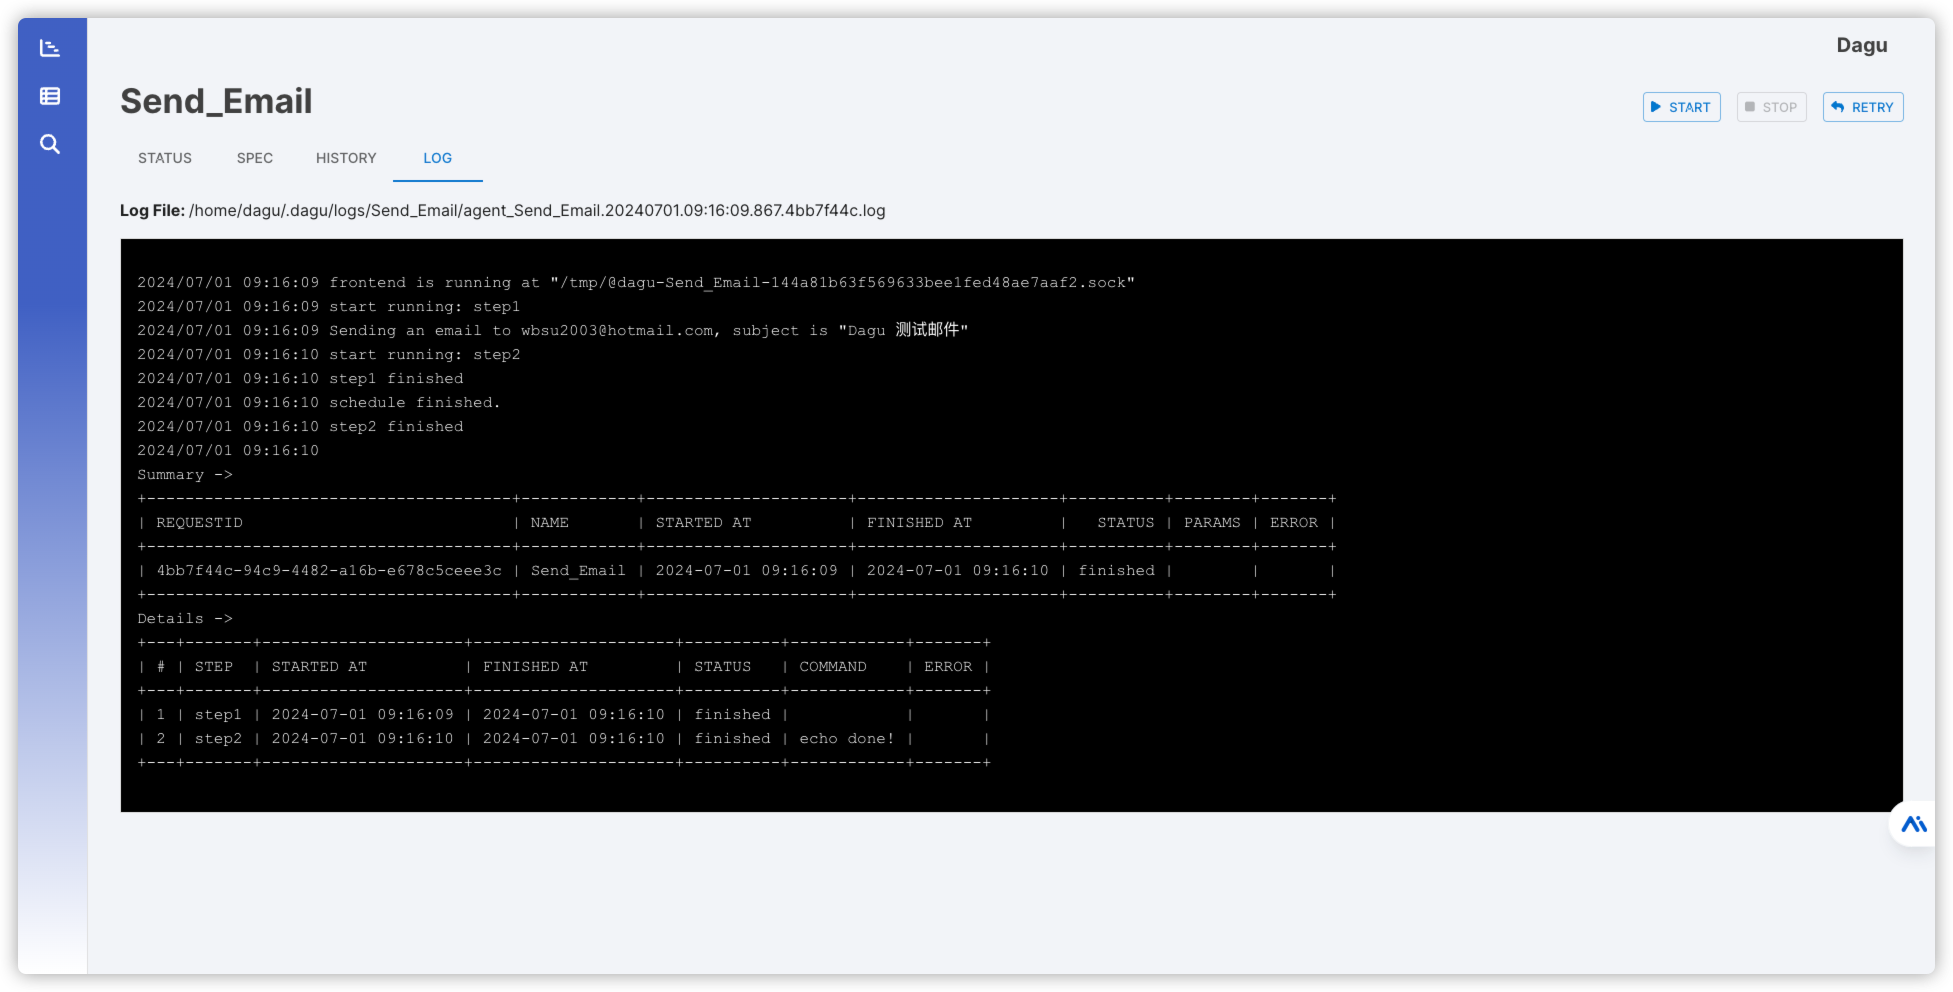 Dagu
Send_Email
START STOP RETRY
STATUS SPEC HISTORY LOG
Log File: /home/dagu/.dagu/logs/Send_Email/agent_Send_Email.20240701.09:16:09.867.4bb7f44c.log
2024/07/01 09:16:09 frontend is running at "/tmp/@dagu-Send_Email-144a81b63f569633bee1fed48ae7aaf2.sock"
2024/07/01 09:16:09 start running: step1
2024/07/01 09:16:09 Sending an email to wbsu2003@hotmail.com, subject is "Dagu 测试邮件"
2024/07/01 09:16:10 start running: step2
2024/07/01 09:16:10 step1 finished
2024/07/01 09:16:10 schedule finished.
2024/07/01 09:16:10 step2 finished
2024/07/01 09:16:10
Summary ->
+--------------------------------------+------------+---------------------+---------------------+----------+--------+-------+
| REQUESTID                            | NAME       | STARTED AT          | FINISHED AT         |   STATUS | PARAMS | ERROR |
+--------------------------------------+------------+---------------------+---------------------+----------+--------+-------+
| 4bb7f44c-94c9-4482-a16b-e678c5ceee3c | Send_Email | 2024-07-01 09:16:09 | 2024-07-01 09:16:10 | finished |        |       |
+--------------------------------------+------------+---------------------+---------------------+----------+--------+-------+
Details ->
+---+-------+---------------------+---------------------+----------+------------+-------+
| # | STEP  | STARTED AT          | FINISHED AT         | STATUS   | COMMAND    | ERROR |
+---+-------+---------------------+---------------------+----------+------------+-------+
| 1 | step1 | 2024-07-01 09:16:09 | 2024-07-01 09:16:10 | finished |            |       |
| 2 | step2 | 2024-07-01 09:16:10 | 2024-07-01 09:16:10 | finished | echo done! |       |
+---+-------+---------------------+---------------------+----------+------------+-------+